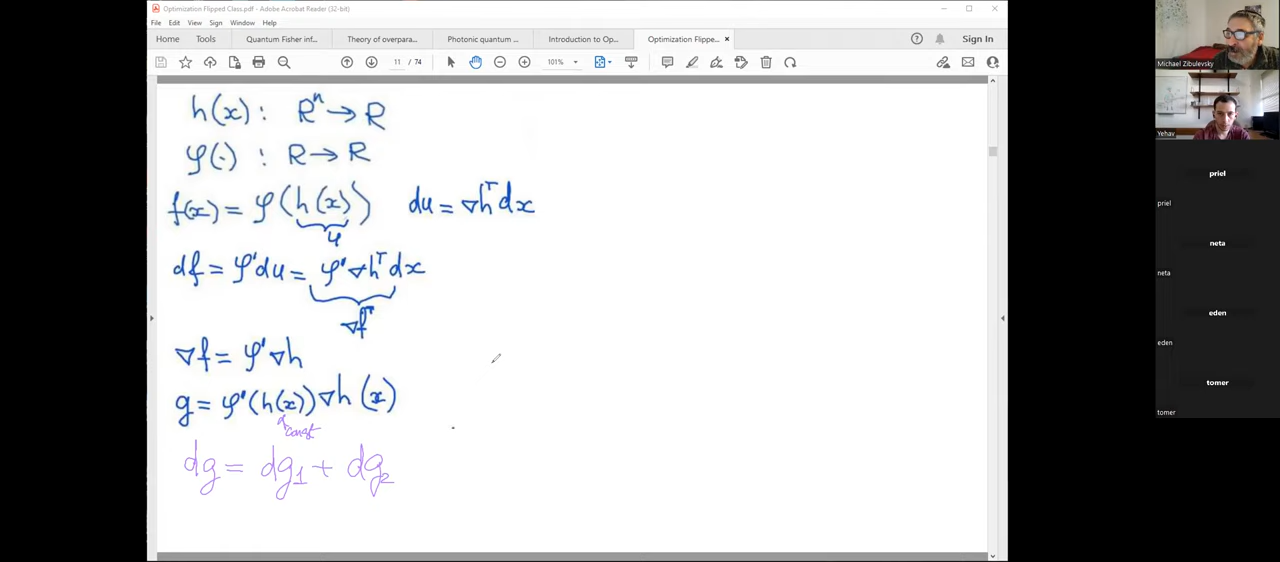 Optimization Flipped Class.pdf - Adobe Acrobat Reader (32-bit)
File Edit View Sign Window Help
Home Tools Quantum Fisher inf... Theory of overpara... Photonic quantum ... Introduction to Op... Optimization Flippe... × Sign In
11 / 74 101%
h(x): Rⁿ → R
φ(·): R → R
f(x) = φ(h(x)) du = ∇hᵀdx
u
df = φ'du = φ'∇hᵀdx
∇fᵀ
∇f = φ'∇h
g = φ'(h(x))∇h(x)
const
dg = dg₁ + dg₂
Michael Zibulevsky
Yehav
priel
priel
neta
neta
eden
eden
tomer
tomer